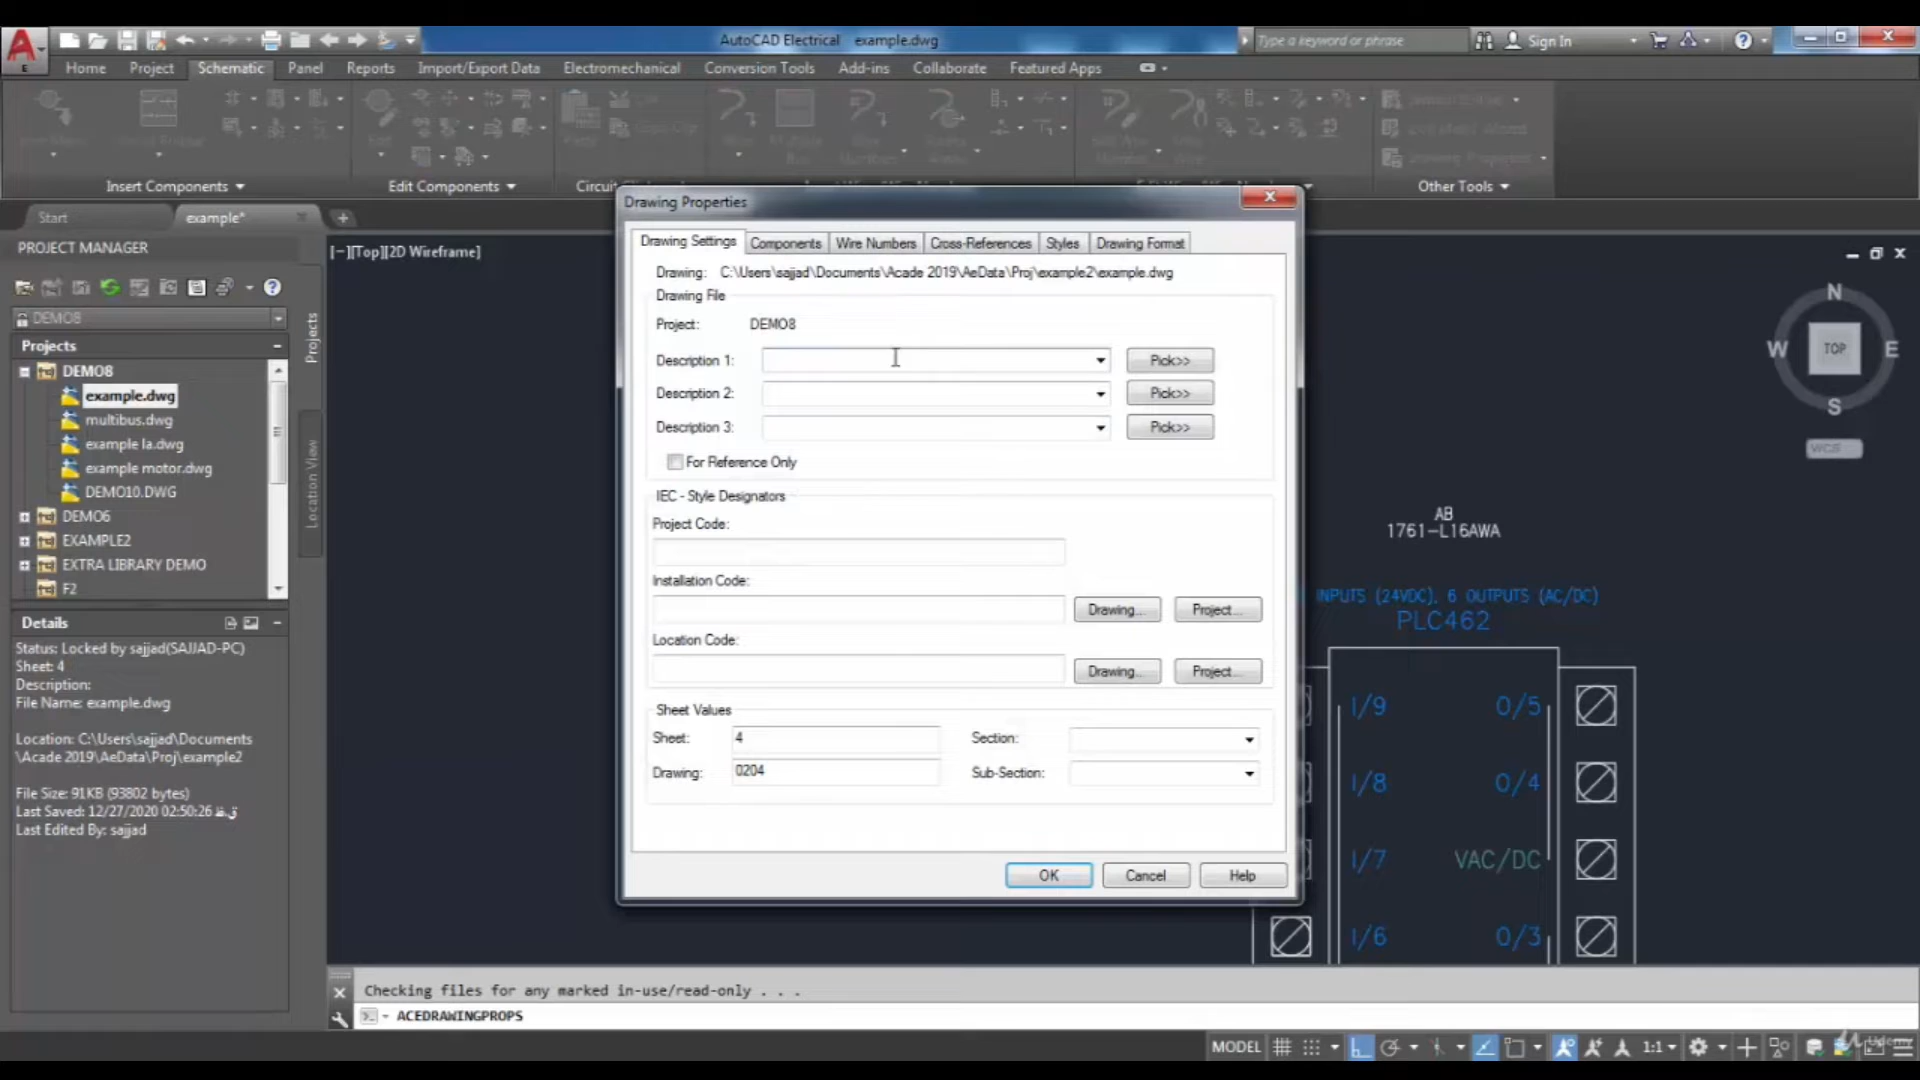 AutoCAD Electrical example.dwg
Type a keyword or phrase
Sign In
Home Project Schematic Panel Reports Import/Export Data Electromechanical Conversion Tools Add-ins Collaborate Featured Apps
Insert Components Edit Components Other Tools
Start example*
PROJECT MANAGER
[−][Top][2D Wireframe]
DEMO8
Projects
DEMO8
example.dwg
multibus.dwg
example la.dwg
example motor.dwg
DEMO10.DWG
DEMO6
EXAMPLE2
EXTRA LIBRARY DEMO
F2
Projects
Location View
Details
Status: Locked by sajjad(SAJJAD-PC)
Sheet: 4
Description:
File Name: example.dwg
Location: C:\Users\sajjad\Documents
\Acade 2019\AeData\Proj\example2
File Size: 91KB (93802 bytes)
Last Saved: 12/27/2020 02:50:26 ق.ظ
Last Edited By: sajjad
Drawing Properties
Drawing Settings Components Wire Numbers Cross-References Styles Drawing Format
Drawing: C:\Users\sajjad\Documents\Acade 2019\AeData\Proj\example2\example.dwg
Drawing File
Project: DEMO8
Description 1: Pick>>
Description 2: Pick>>
Description 3: Pick>>
For Reference Only
IEC - Style Designators
Project Code:
Installation Code:
Drawing... Project...
Location Code:
Drawing... Project...
Sheet Values
Sheet: 4 Section:
Drawing: 0204 Sub-Section:
OK Cancel Help
N
W TOP E
S
WCS
AB
1761-L16AWA
INPUTS (24VDC), 6 OUTPUTS (AC/DC)
PLC462
I/9 O/5
I/8 O/4
I/7 VAC/DC
I/6 O/3
Checking files for any marked in-use/read-only . . .
ACEDRAWINGPROPS
MODEL 1:1